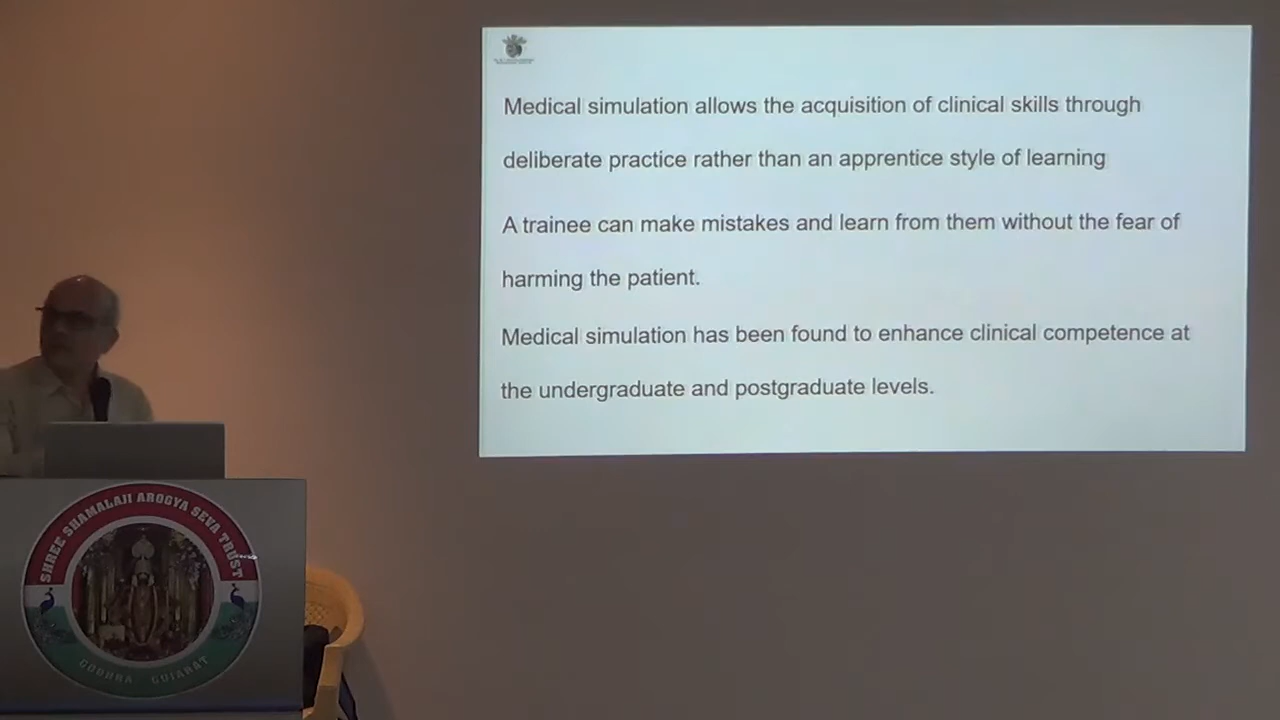 Medical simulation allows the acquisition of clinical skills through
deliberate practice rather than an apprentice style of learning
A trainee can make mistakes and learn from them without the fear of
harming the patient.
Medical simulation has been found to enhance clinical competence at
the undergraduate and postgraduate levels.
SHREE SHAMALAJI AROGYA SEVA TRUST
GODHRA GUJARAT